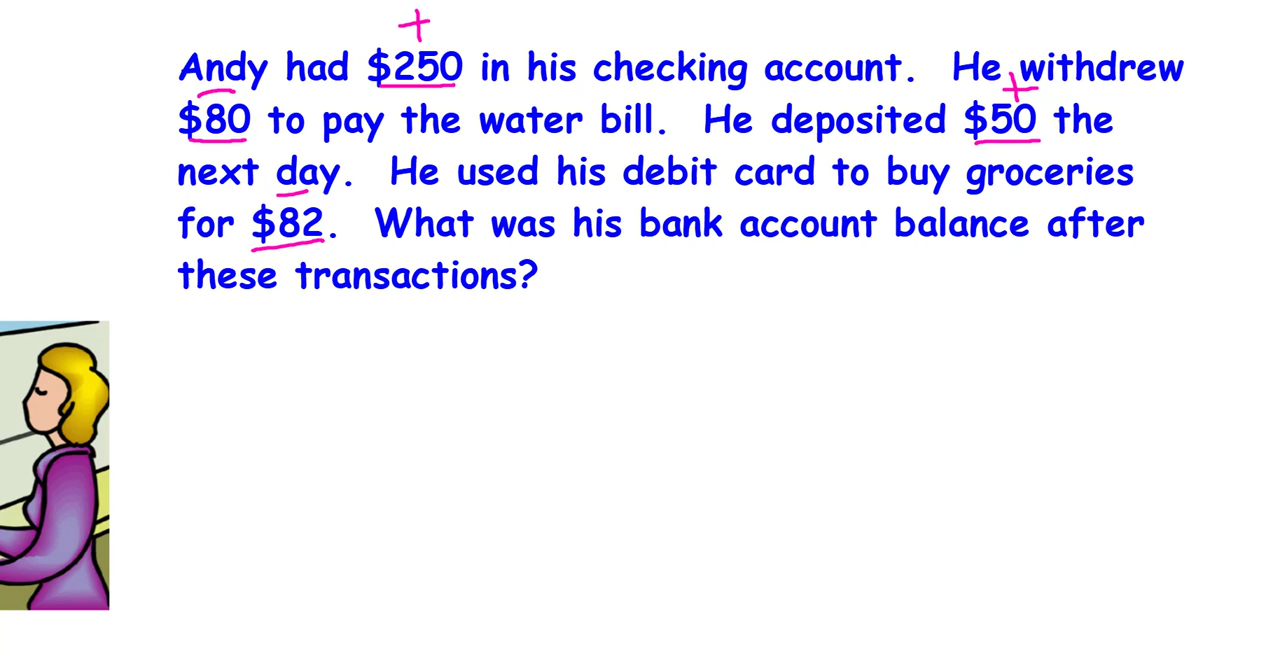 +
Andy had $250 in his checking account. He withdrew
+
$80 to pay the water bill. He deposited $50 the
next day. He used his debit card to buy groceries
for $82. What was his bank account balance after
these transactions?